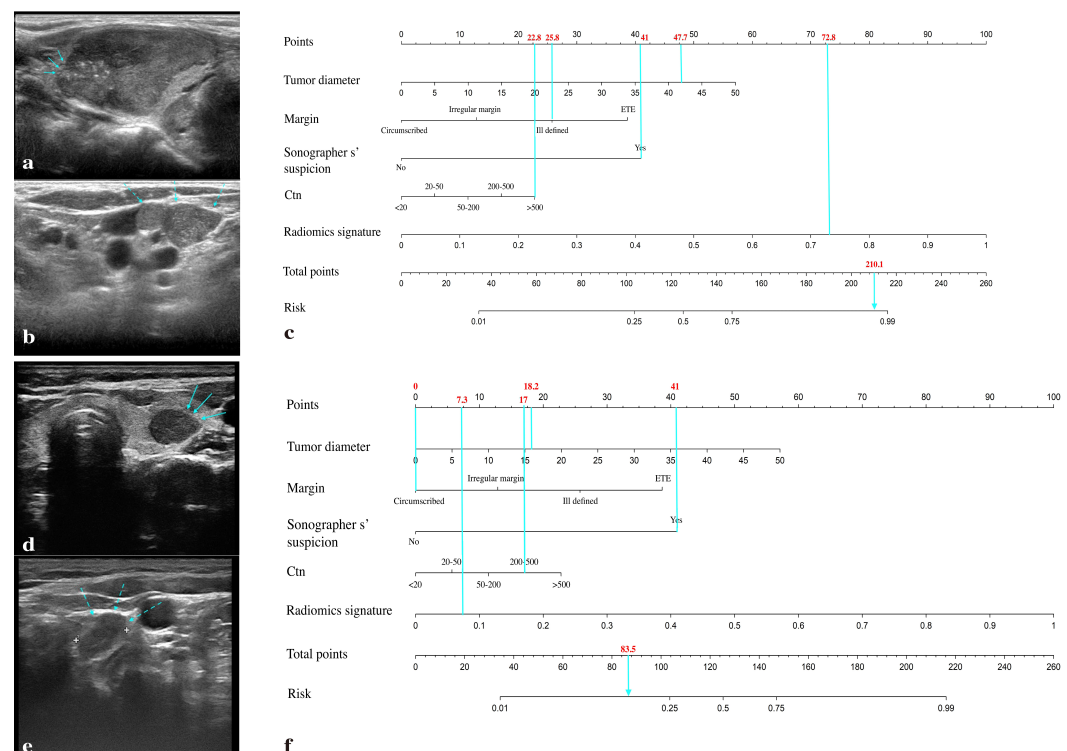 a
b
Points
0 10 20 30 40 50 60 70 80 90 100
22.8 25.8 41 47.7 72.8
Tumor diameter
0 5 10 15 20 25 30 35 40 45 50
Irregular margin ETE
Margin
Circumscribed Ill defined
Yes
Sonographer s’
suspicion
No
20-50 200-500
Ctn
<20 50-200 >500
Radiomics signature
0 0.1 0.2 0.3 0.4 0.5 0.6 0.7 0.8 0.9 1
210.1
Total points
0 20 40 60 80 100 120 140 160 180 200 220 240 260
Risk
0.01 0.25 0.5 0.75 0.99
c
d
e
0 18.2 41
7.3 17
Points
0 10 20 30 40 50 60 70 80 90 100
Tumor diameter
0 5 10 15 20 25 30 35 40 45 50
Irregular margin ETE
Margin
Circumscribed Ill defined
Yes
Sonographer s’
suspicion
No
20-50 200-500
Ctn
<20 50-200 >500
Radiomics signature
0 0.1 0.2 0.3 0.4 0.5 0.6 0.7 0.8 0.9 1
83.5
Total points
0 20 40 60 80 100 120 140 160 180 200 220 240 260
Risk
0.01 0.25 0.5 0.75 0.99
f